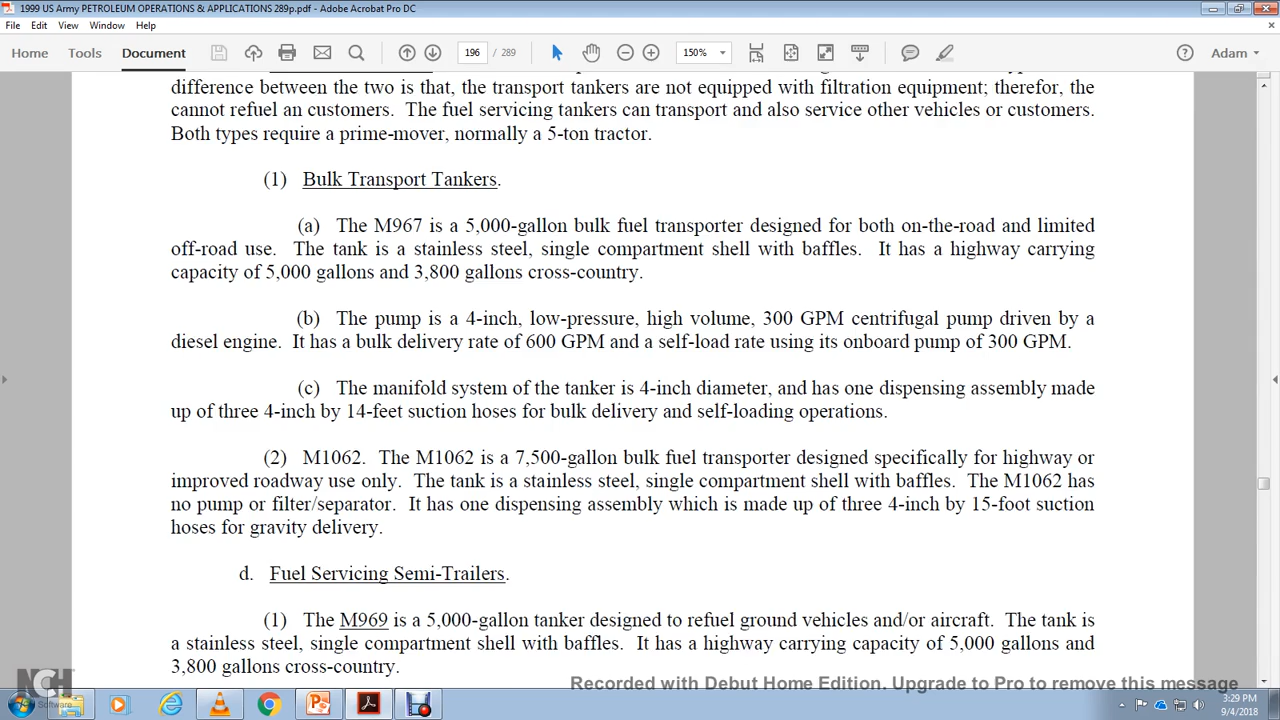 1999 US Army PETROLEUM OPERATIONS & APPLICATIONS 289p.pdf - Adobe Acrobat Pro DC
File Edit View Window Help
Home Tools Document 196 / 289 150% Adam
difference between the two is that, the transport tankers are not equipped with filtration equipment; therefor, the
cannot refuel an customers. The fuel servicing tankers can transport and also service other vehicles or customers.
Both types require a prime-mover, normally a 5-ton tractor.
(1) Bulk Transport Tankers.
(a) The M967 is a 5,000-gallon bulk fuel transporter designed for both on-the-road and limited
off-road use. The tank is a stainless steel, single compartment shell with baffles. It has a highway carrying
capacity of 5,000 gallons and 3,800 gallons cross-country.
(b) The pump is a 4-inch, low-pressure, high volume, 300 GPM centrifugal pump driven by a
diesel engine. It has a bulk delivery rate of 600 GPM and a self-load rate using its onboard pump of 300 GPM.
(c) The manifold system of the tanker is 4-inch diameter, and has one dispensing assembly made
up of three 4-inch by 14-feet suction hoses for bulk delivery and self-loading operations.
(2) M1062. The M1062 is a 7,500-gallon bulk fuel transporter designed specifically for highway or
improved roadway use only. The tank is a stainless steel, single compartment shell with baffles. The M1062 has
no pump or filter/separator. It has one dispensing assembly which is made up of three 4-inch by 15-foot suction
hoses for gravity delivery.
d. Fuel Servicing Semi-Trailers.
(1) The M969 is a 5,000-gallon tanker designed to refuel ground vehicles and/or aircraft. The tank is
a stainless steel, single compartment shell with baffles. It has a highway carrying capacity of 5,000 gallons and
3,800 gallons cross-country.
NCH Software
Recorded with Debut Home Edition. Upgrade to Pro to remove this message
3:29 PM
9/4/2018